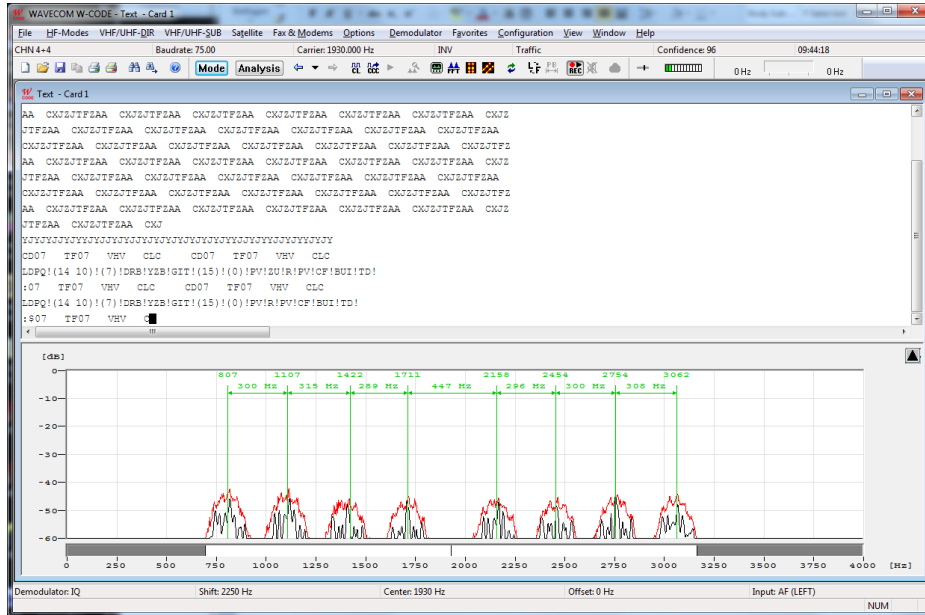 WAVECOM W-CODE - Text - Card 1
File HF-Modes VHF/UHF-DIR VHF/UHF-SUB Satellite Fax & Modems Options Demodulator Favorites Configuration View Window Help
CHN 4+4 Baudrate: 75.00 Carrier: 1930.000 Hz INV Traffic Confidence: 96 09:44:18
Mode Analysis CL CCC REC 0 Hz 0 Hz
Text - Card 1
AA CXJZJTFZAA CXJZJTFZAA CXJZJTFZAA CXJZJTFZAA CXJZJTFZAA CXJZJTFZAA CXJZ
JTFZAA CXJZJTFZAA CXJZJTFZAA CXJZJTFZAA CXJZJTFZAA CXJZJTFZAA
CXJZJTFZAA CXJZJTFZAA CXJZJTFZAA CXJZJTFZAA CXJZJTFZAA CXJZJTFZ
AA CXJZJTFZAA CXJZJTFZAA CXJZJTFZAA CXJZJTFZAA CXJZJTFZAA CXJZ
JTFZAA CXJZJTFZAA CXJZJTFZAA CXJZJTFZAA CXJZJTFZAA CXJZJTFZAA
CXJZJTFZAA CXJZJTFZAA CXJZJTFZAA CXJZJTFZAA CXJZJTFZAA CXJZJTFZ
AA CXJZJTFZAA CXJZJTFZAA CXJZJTFZAA CXJZJTFZAA CXJZJTFZAA CXJZ
JTFZAA CXJZJTFZAA CXJ
YJYJYJJYJYYJYJJYJYJJYJYJJYJYJYJYJYYJYYJYJJYYJYJJYJYYJYJY
CD07 TF07 VHV CLC CD07 TF07 VHV CLC
LDPQ!(14 10)!(7)!DRB!YZB!GIT!(15)!(0)!PV!ZU!R!PV!CF!BUI!TD!
:07 TF07 VHV CLC CD07 TF07 VHV CLC
LDPQ!(14 10)!(7)!DRB!YZB!GIT!(15)!(0)!PV!R!PV!CF!BUI!TD!
:$07 TF07 VHV C
[dB]
807 1107 1422 1711 2158 2454 2754 3062
300 Hz 315 Hz 289 Hz 447 Hz 296 Hz 300 Hz 308 Hz
0
-10
-20
-30
-40
-50
-60
0 250 500 750 1000 1250 1500 1750 2000 2250 2500 2750 3000 3250 3500 3750 4000 [Hz]
Demodulator: IQ Shift: 2250 Hz Center: 1930 Hz Offset: 0 Hz Input: AF (LEFT)
NUM